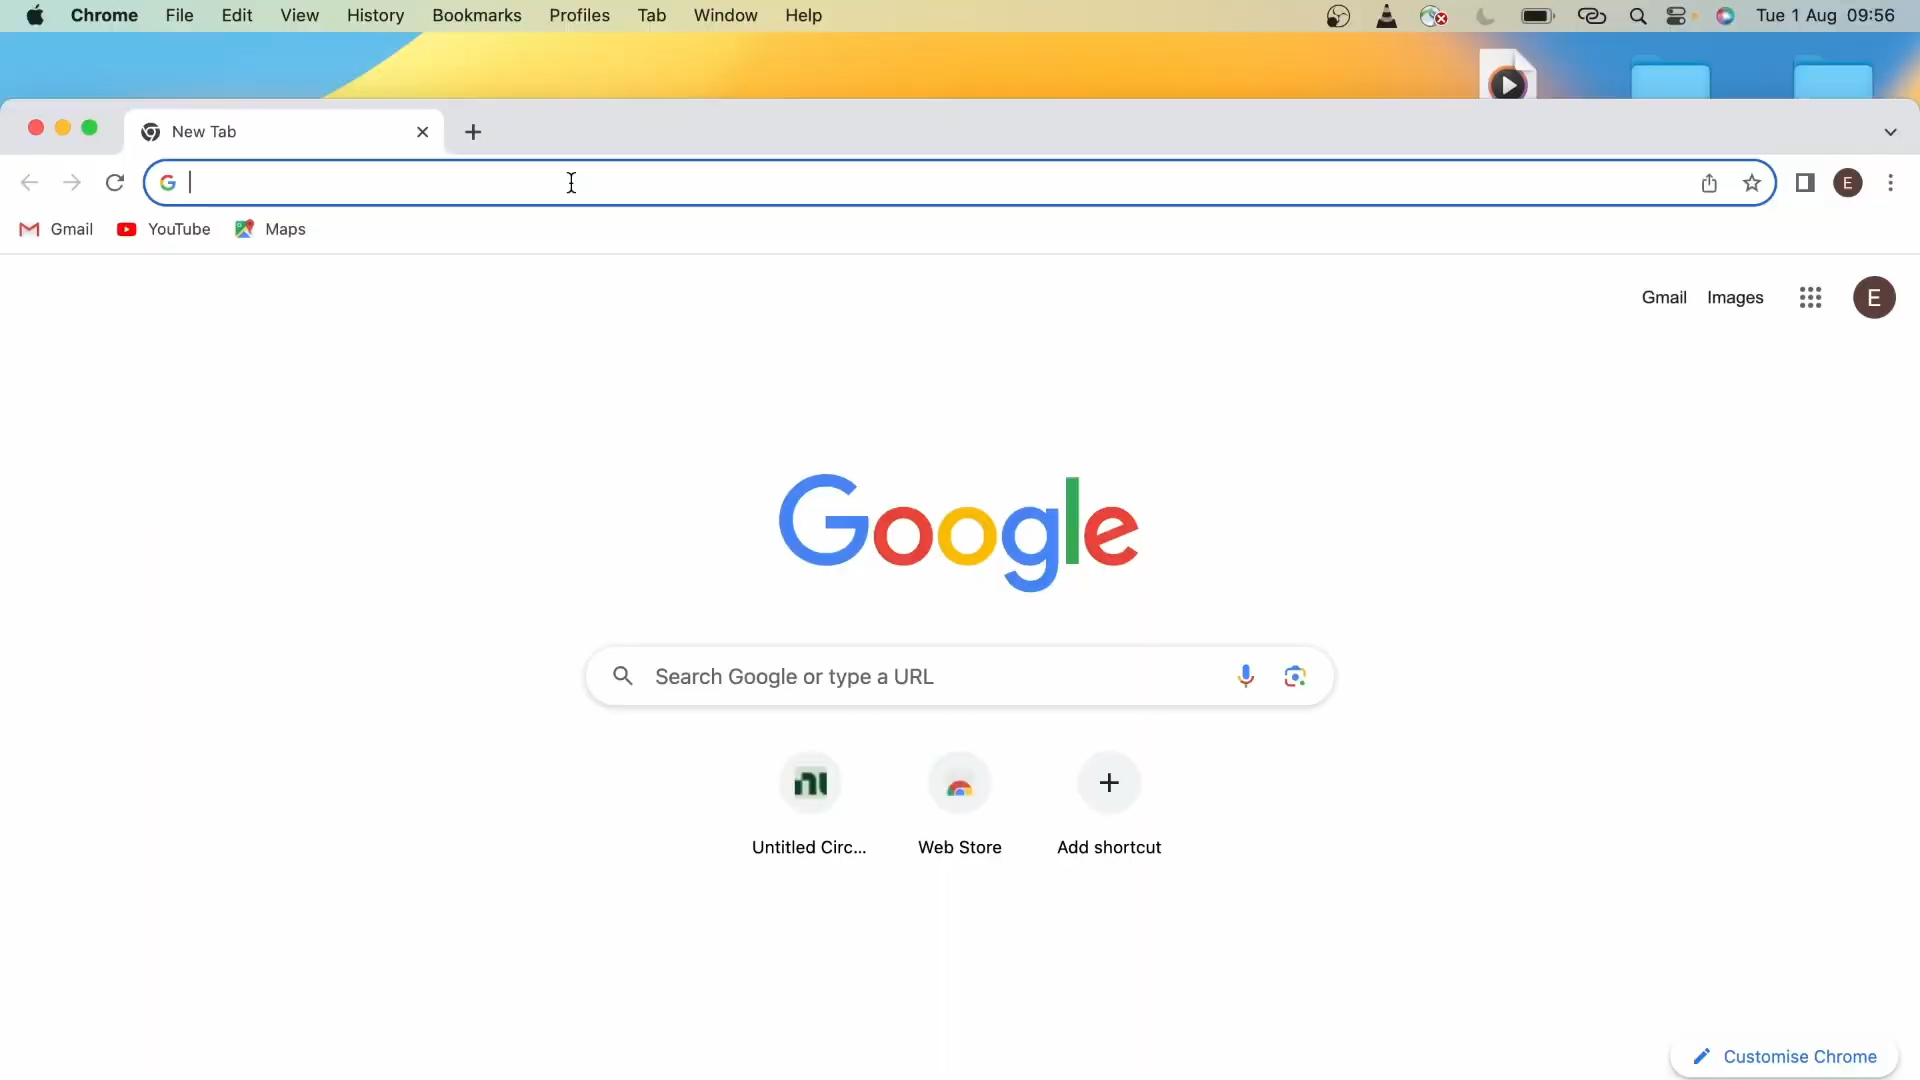 Chrome File Edit View History Bookmarks Profiles Tab Window Help Tue 1 Aug 09:56
New Tab
E
Gmail YouTube Maps
Gmail Images E
Google
Search Google or type a URL
nı
Untitled Circ... Web Store Add shortcut
Customise Chrome